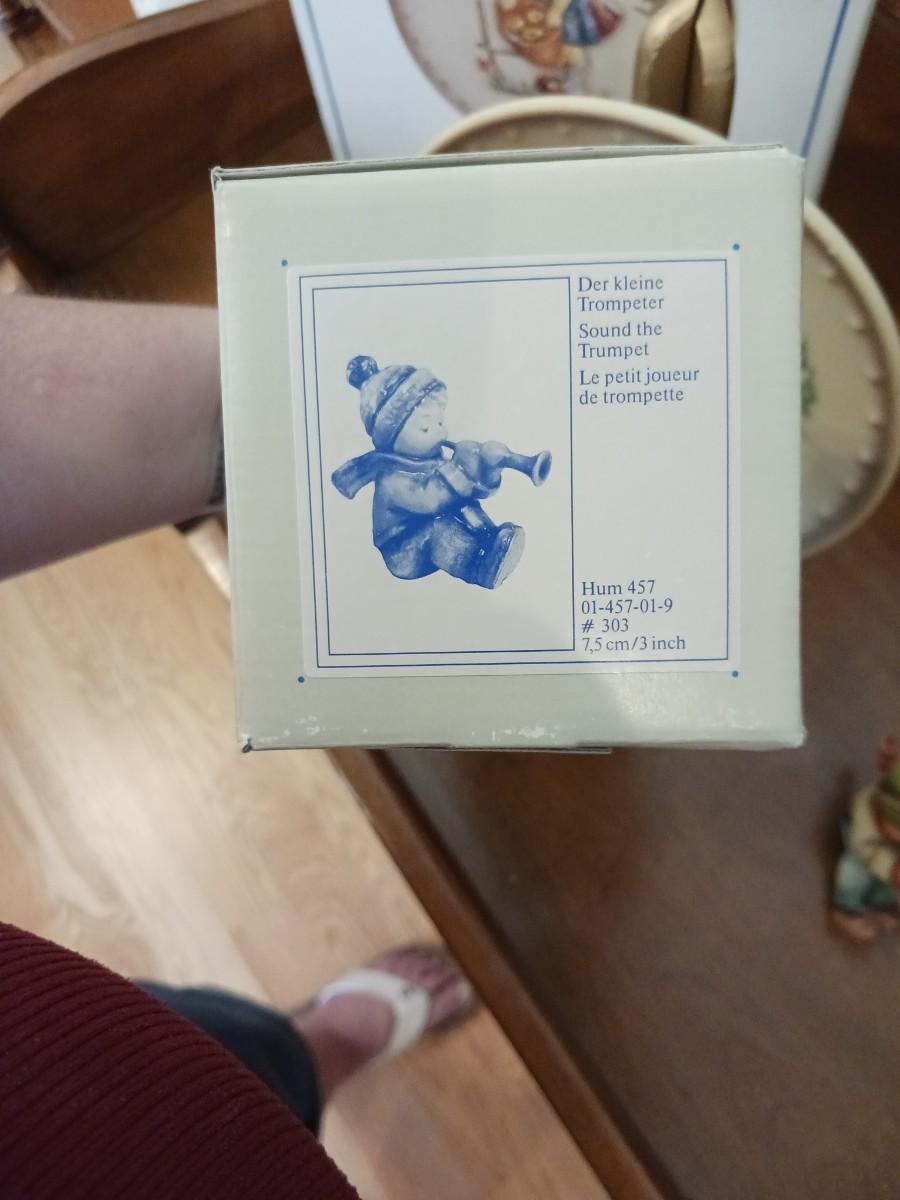 Der kleine
Trompeter
Sound the
Trumpet
Le petit joueur
de trompette
Hum 457
01-457-01-9
# 303
7,5 cm/3 inch